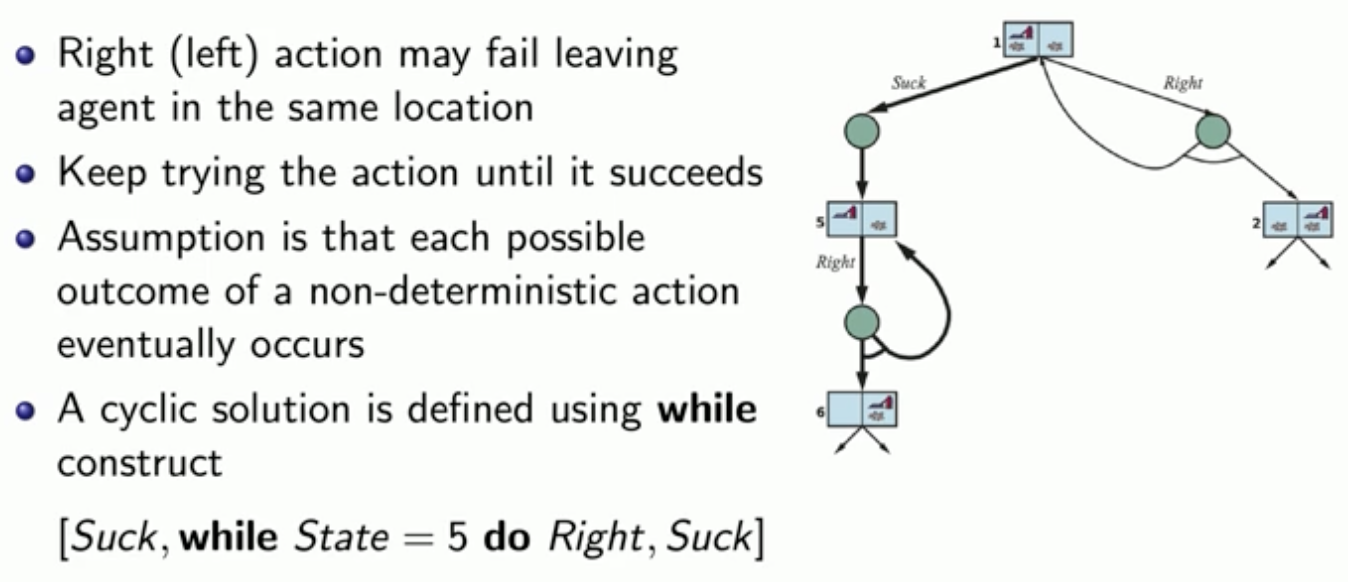 Right (left) action may fail leaving
agent in the same location
Keep trying the action until it succeeds
Assumption is that each possible
outcome of a non-deterministic action
eventually occurs
A cyclic solution is defined using while
construct
[Suck, while State = 5 do Right, Suck]
1
Suck
Right
5
2
Right
6